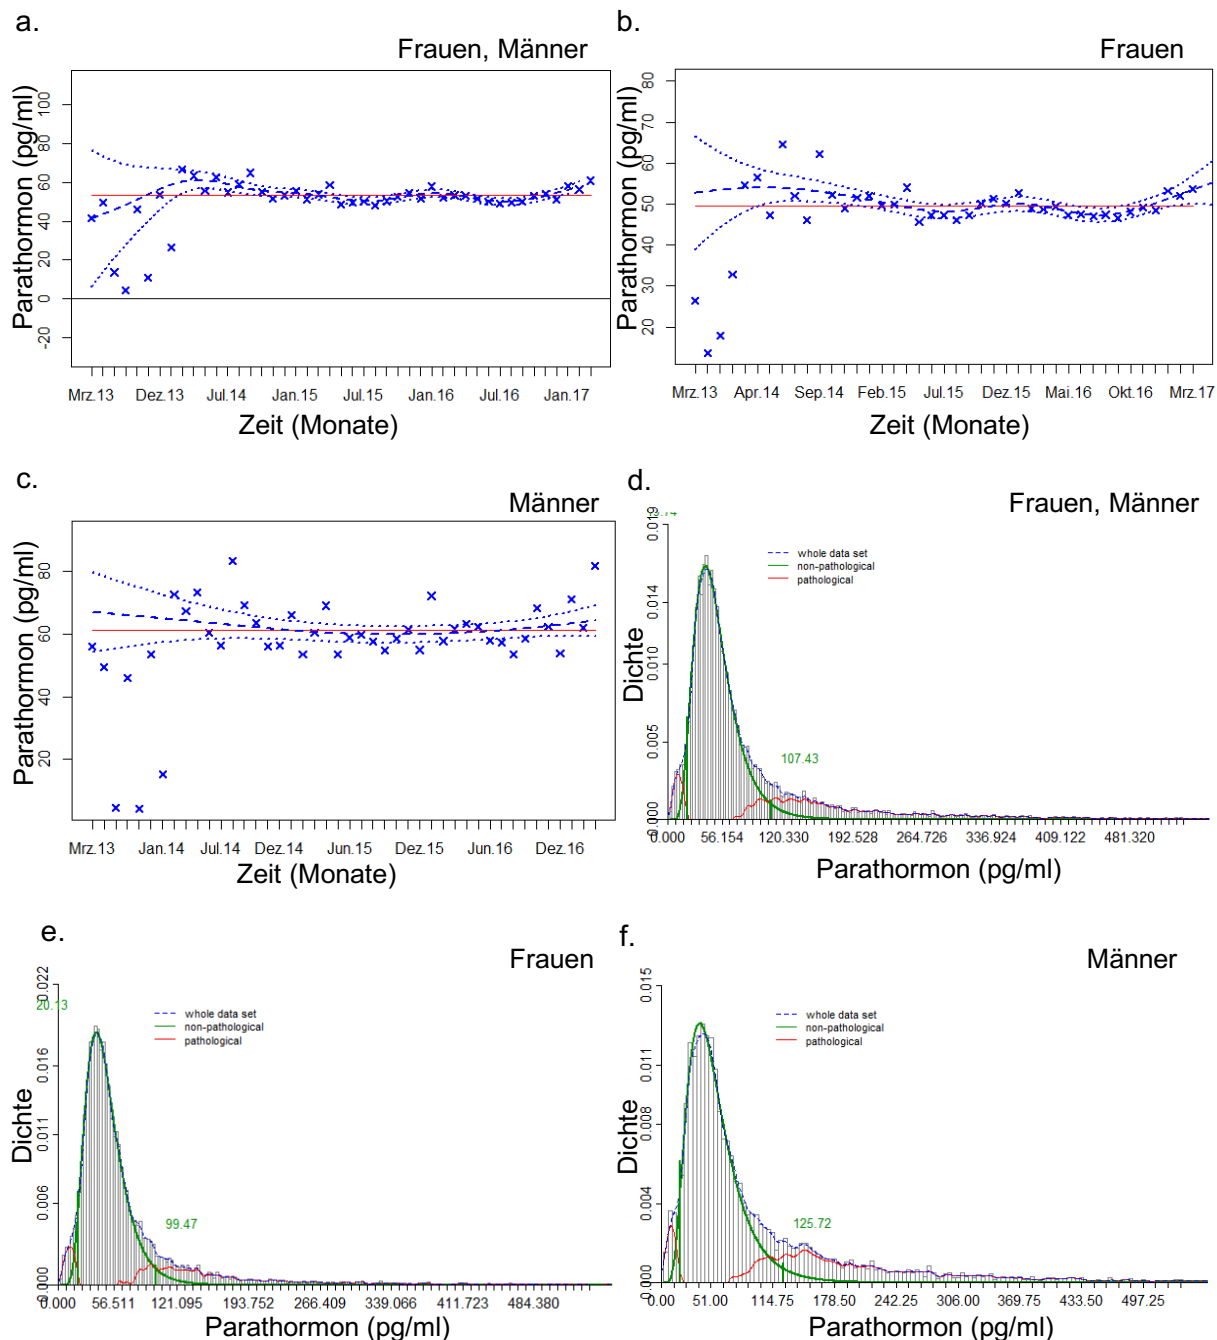 a.
Frauen, Männer
Parathormon (pg/ml)
100
80
60
40
20
0
-20
Mrz.13 Dez.13 Jul.14 Jan.15 Jul.15 Jan.16 Jul.16 Jan.17
Zeit (Monate)
b.
Frauen
Parathormon (pg/ml)
80
70
60
50
40
30
20
Mrz.13 Apr.14 Sep.14 Feb.15 Jul.15 Dez.15 Mai.16 Okt.16 Mrz.17
Zeit (Monate)
c.
Männer
Parathormon (pg/ml)
80
60
40
20
Mrz.13 Jan.14 Jul.14 Dez.14 Jun.15 Dez.15 Jun.16 Dez.16
Zeit (Monate)
d.
Frauen, Männer
Dichte
0.019
0.014
0.010
0.005
0.000
whole data set
non-pathological
pathological
107.43
0.000 56.154 120.330 192.528 264.726 336.924 409.122 481.320
Parathormon (pg/ml)
e.
Frauen
Dichte
0.022
0.016
0.011
0.006
0.000
20.13
whole data set
non-pathological
pathological
99.47
0.000 56.511 121.095 193.752 266.409 339.066 411.723 484.380
Parathormon (pg/ml)
f.
Männer
Dichte
0.015
0.011
0.008
0.004
0.000
whole data set
non-pathological
pathological
125.72
0.00 51.00 114.75 178.50 242.25 306.00 369.75 433.50 497.25
Parathormon (pg/ml)